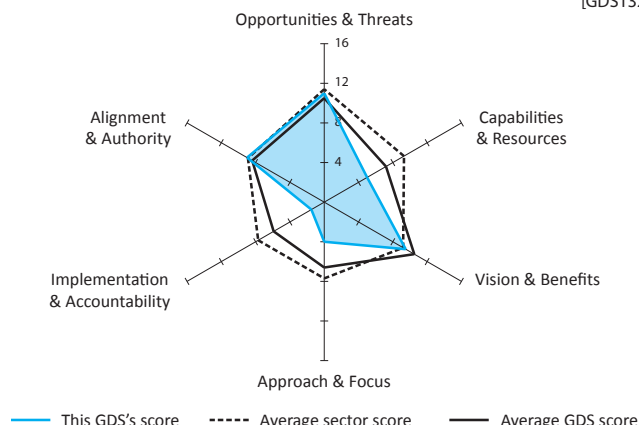 [GDS13.
Opportunities & Threats
16
12
8
4
Alignment
& Authority
Capabilities
& Resources
Implementation
& Accountability
Vision & Benefits
Approach & Focus
This GDS's score
Average sector score
Average GDS score